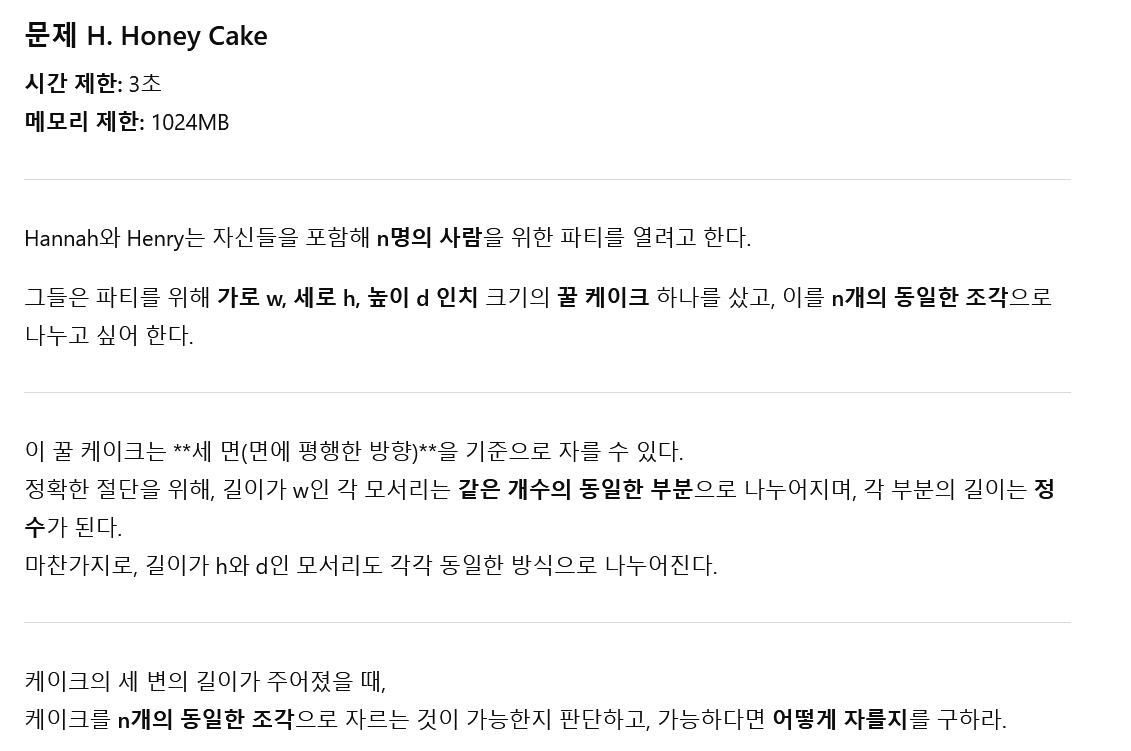 문제 H. Honey Cake
시간 제한: 3초
메모리 제한: 1024MB
Hannah와 Henry는 자신들을 포함해 n명의 사람을 위한 파티를 열려고 한다.
그들은 파티를 위해 가로 w, 세로 h, 높이 d 인치 크기의 꿀 케이크 하나를 샀고, 이를 n개의 동일한 조각으로
나누고 싶어 한다.
이 꿀 케이크는 **세 면(면에 평행한 방향)**을 기준으로 자를 수 있다.
정확한 절단을 위해, 길이가 w인 각 모서리는 같은 개수의 동일한 부분으로 나누어지며, 각 부분의 길이는 정
수가 된다.
마찬가지로, 길이가 h와 d인 모서리도 각각 동일한 방식으로 나누어진다.
케이크의 세 변의 길이가 주어졌을 때,
케이크를 n개의 동일한 조각으로 자르는 것이 가능한지 판단하고, 가능하다면 어떻게 자를지를 구하라.